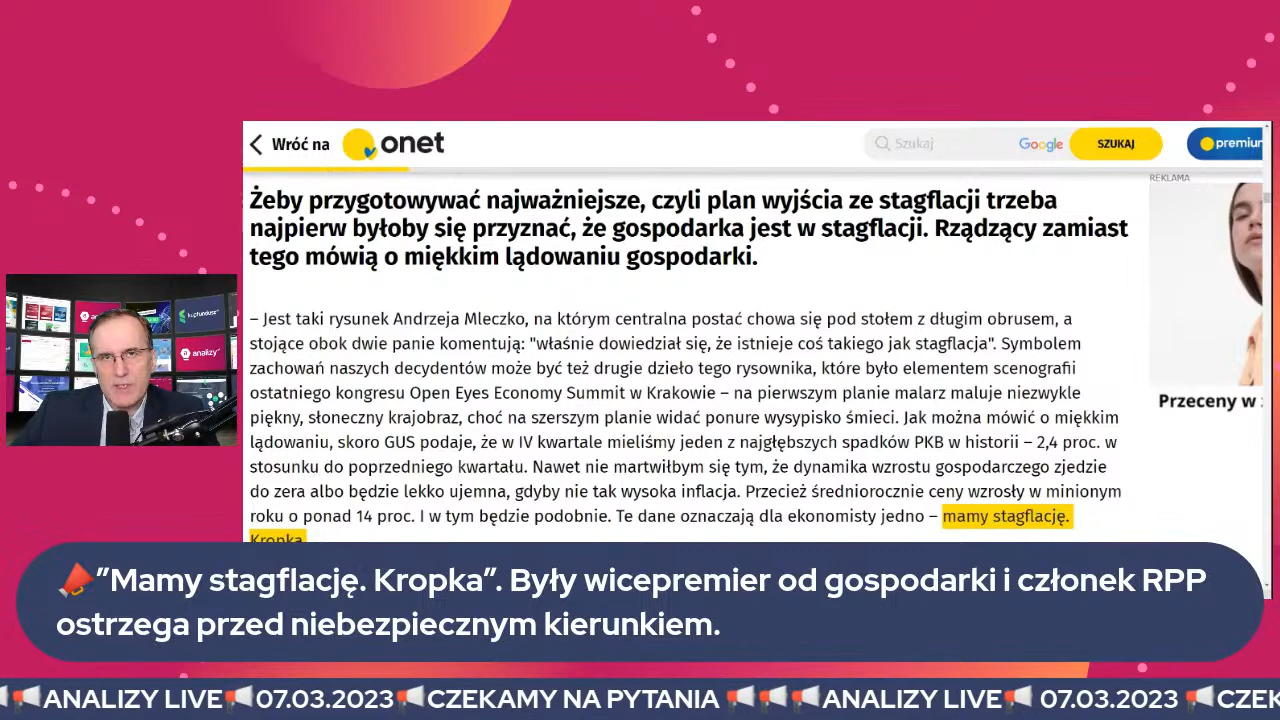 Wróć na onet
Szukaj Google SZUKAJ premium
REKLAMA
Żeby przygotowywać najważniejsze, czyli plan wyjścia ze stagflacji trzeba
najpierw byłoby się przyznać, że gospodarka jest w stagflacji. Rządzący zamiast
tego mówią o miękkim lądowaniu gospodarki.
– Jest taki rysunek Andrzeja Mleczko, na którym centralna postać chowa się pod stołem z długim obrusem, a
stojące obok dwie panie komentują: "właśnie dowiedział się, że istnieje coś takiego jak stagflacja". Symbolem
zachowań naszych decydentów może być też drugie dzieło tego rysownika, które było elementem scenografii
ostatniego kongresu Open Eyes Economy Summit w Krakowie – na pierwszym planie malarz maluje niezwykle
piękny, słoneczny krajobraz, choć na szerszym planie widać ponure wysypisko śmieci. Jak można mówić o miękkim
lądowaniu, skoro GUS podaje, że w IV kwartale mieliśmy jeden z najgłębszych spadków PKB w historii – 2,4 proc. w
stosunku do poprzedniego kwartału. Nawet nie martwiłbym się tym, że dynamika wzrostu gospodarczego zjedzie
do zera albo będzie lekko ujemna, gdyby nie tak wysoka inflacja. Przecież średniorocznie ceny wzrosły w minionym
roku o ponad 14 proc. I w tym będzie podobnie. Te dane oznaczają dla ekonomisty jedno – mamy stagflację.
Kropka
Przeceny w
kupfundusz
analizy
"Mamy stagflację. Kropka". Były wicepremier od gospodarki i członek RPP
ostrzega przed niebezpiecznym kierunkiem.
ANALIZY LIVE 07.03.2023 CZEKAMY NA PYTANIA ANALIZY LIVE 07.03.2023 CZEK